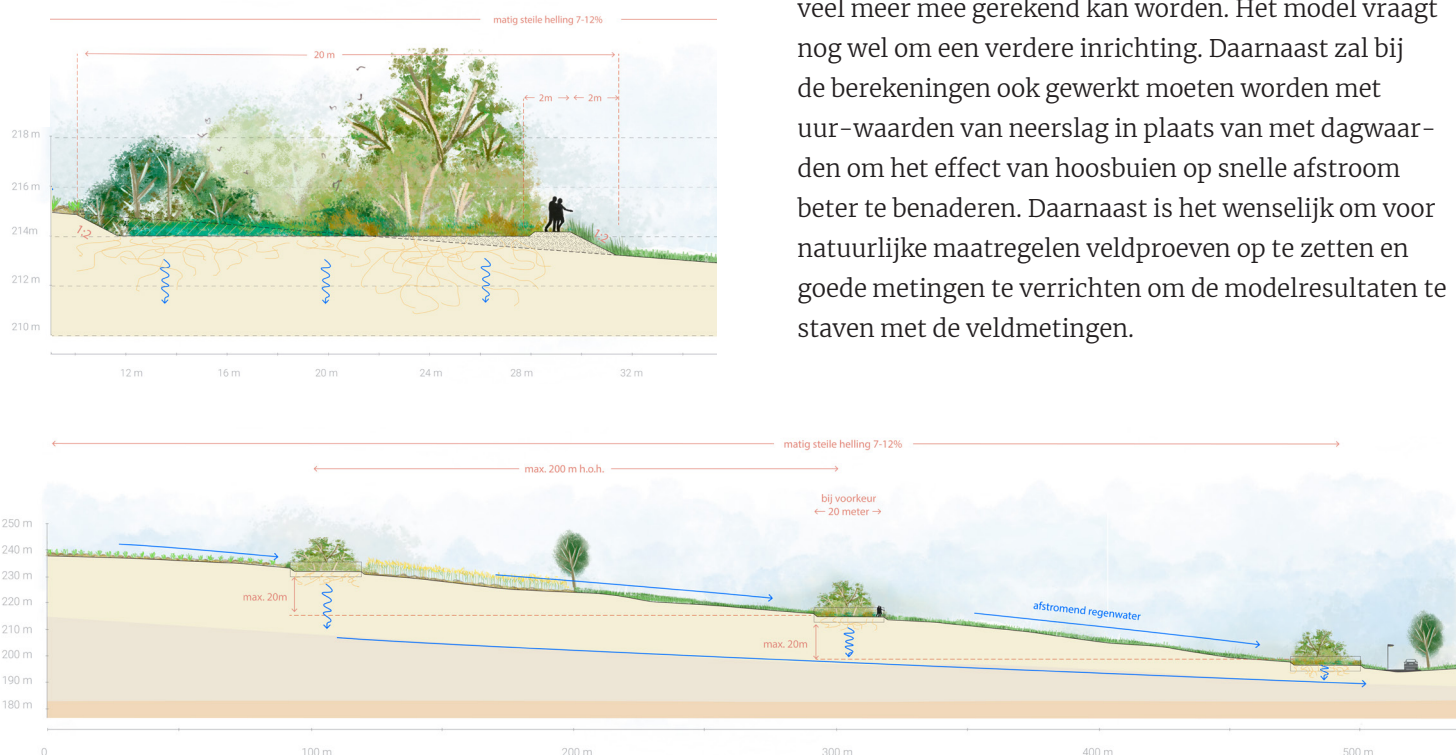 matig steile helling 7-12%
20 m
2m
2m
218 m
216 m
214m
212 m
210 m
1:2
1:2
12 m
16 m
20 m
24 m
28 m
32 m
veel meer mee gerekend kan worden. Het model vraagt
nog wel om een verdere inrichting. Daarnaast zal bij
de berekeningen ook gewerkt moeten worden met
uur-waarden van neerslag in plaats van met dagwaar-
den om het effect van hoosbuien op snelle afstroom
beter te benaderen. Daarnaast is het wenselijk om voor
natuurlijke maatregelen veldproeven op te zetten en
goede metingen te verrichten om de modelresultaten te
staven met de veldmetingen.
matig steile helling 7-12%
max. 200 m h.o.h.
bij voorkeur
20 meter
250 m
240 m
230 m
220 m
210 m
200 m
190 m
180 m
max. 20m
max. 20m
afstromend regenwater
0
100 m
200 m
300 m
400 m
500 m